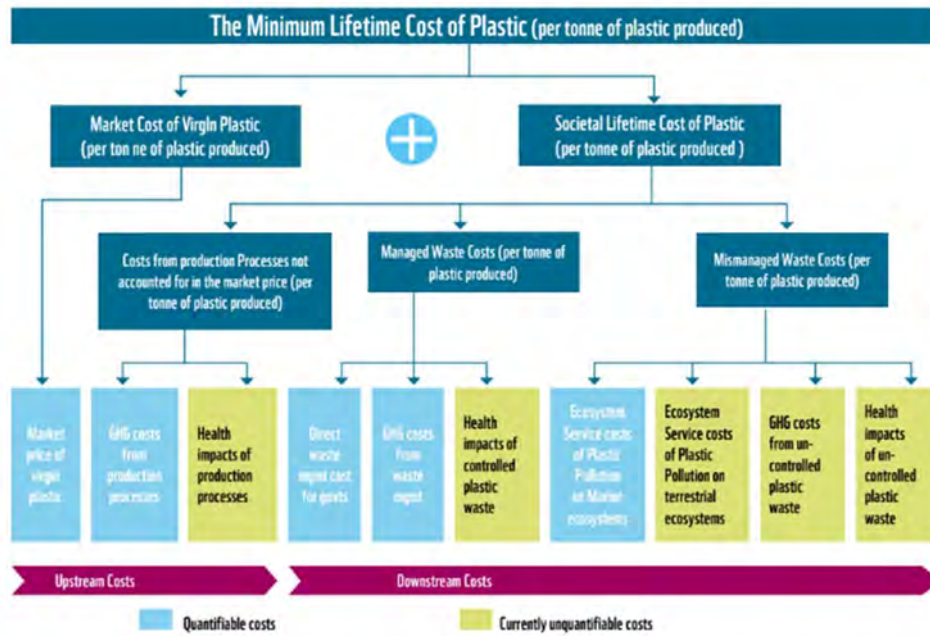 The Minimum Lifetime Cost of Plastic (per tonne of plastic produced)
Market Cost of Virgin Plastic
(per ton ne of plastic produced)
Societal Lifetime Cost of Plastic
(per tonne of plastic produced )
Costs from production Processes not
accounted for in the market price (per
tonne of plastic produced)
Managed Waste Costs (per tonne of
plastic produced)
Mismanaged Waste Costs (per
tonne of plastic produced)
Market
price of
virgin
plastic
GHG costs
from
production
processes
Health
impacts of
production
processes
Direct
waste
mgmt cost
for govts
GHG costs
from
waste
mgmt
Health
impacts of
controlled
plastic
waste
Ecosystem
Service costs
of Plastic
Pollution
on Marine
ecosystems
Ecosystem
Service costs
of Plastic
Pollution on
terrestrial
ecosystems
GHG costs
from un-
controlled
plastic waste
Health
impacts
of un-
controlled
plastic
waste
Upstream Costs
Downstream Costs
Quantifiable costs
Currently unquantifiable costs